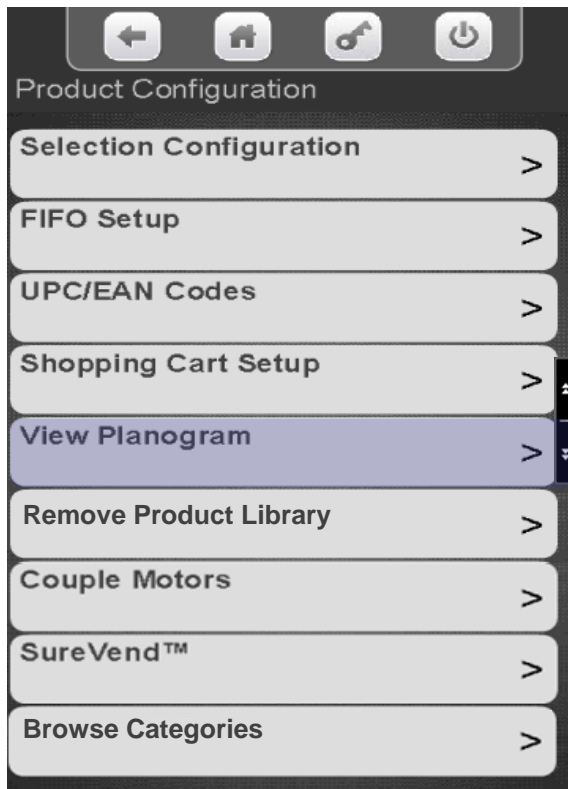 Product Configuration
Selection Configuration
>
FIFO Setup
>
UPC/EAN Codes
>
Shopping Cart Setup
>
View Planogram
>
Remove Product Library
>
Couple Motors
>
SureVend™
>
Browse Categories
>